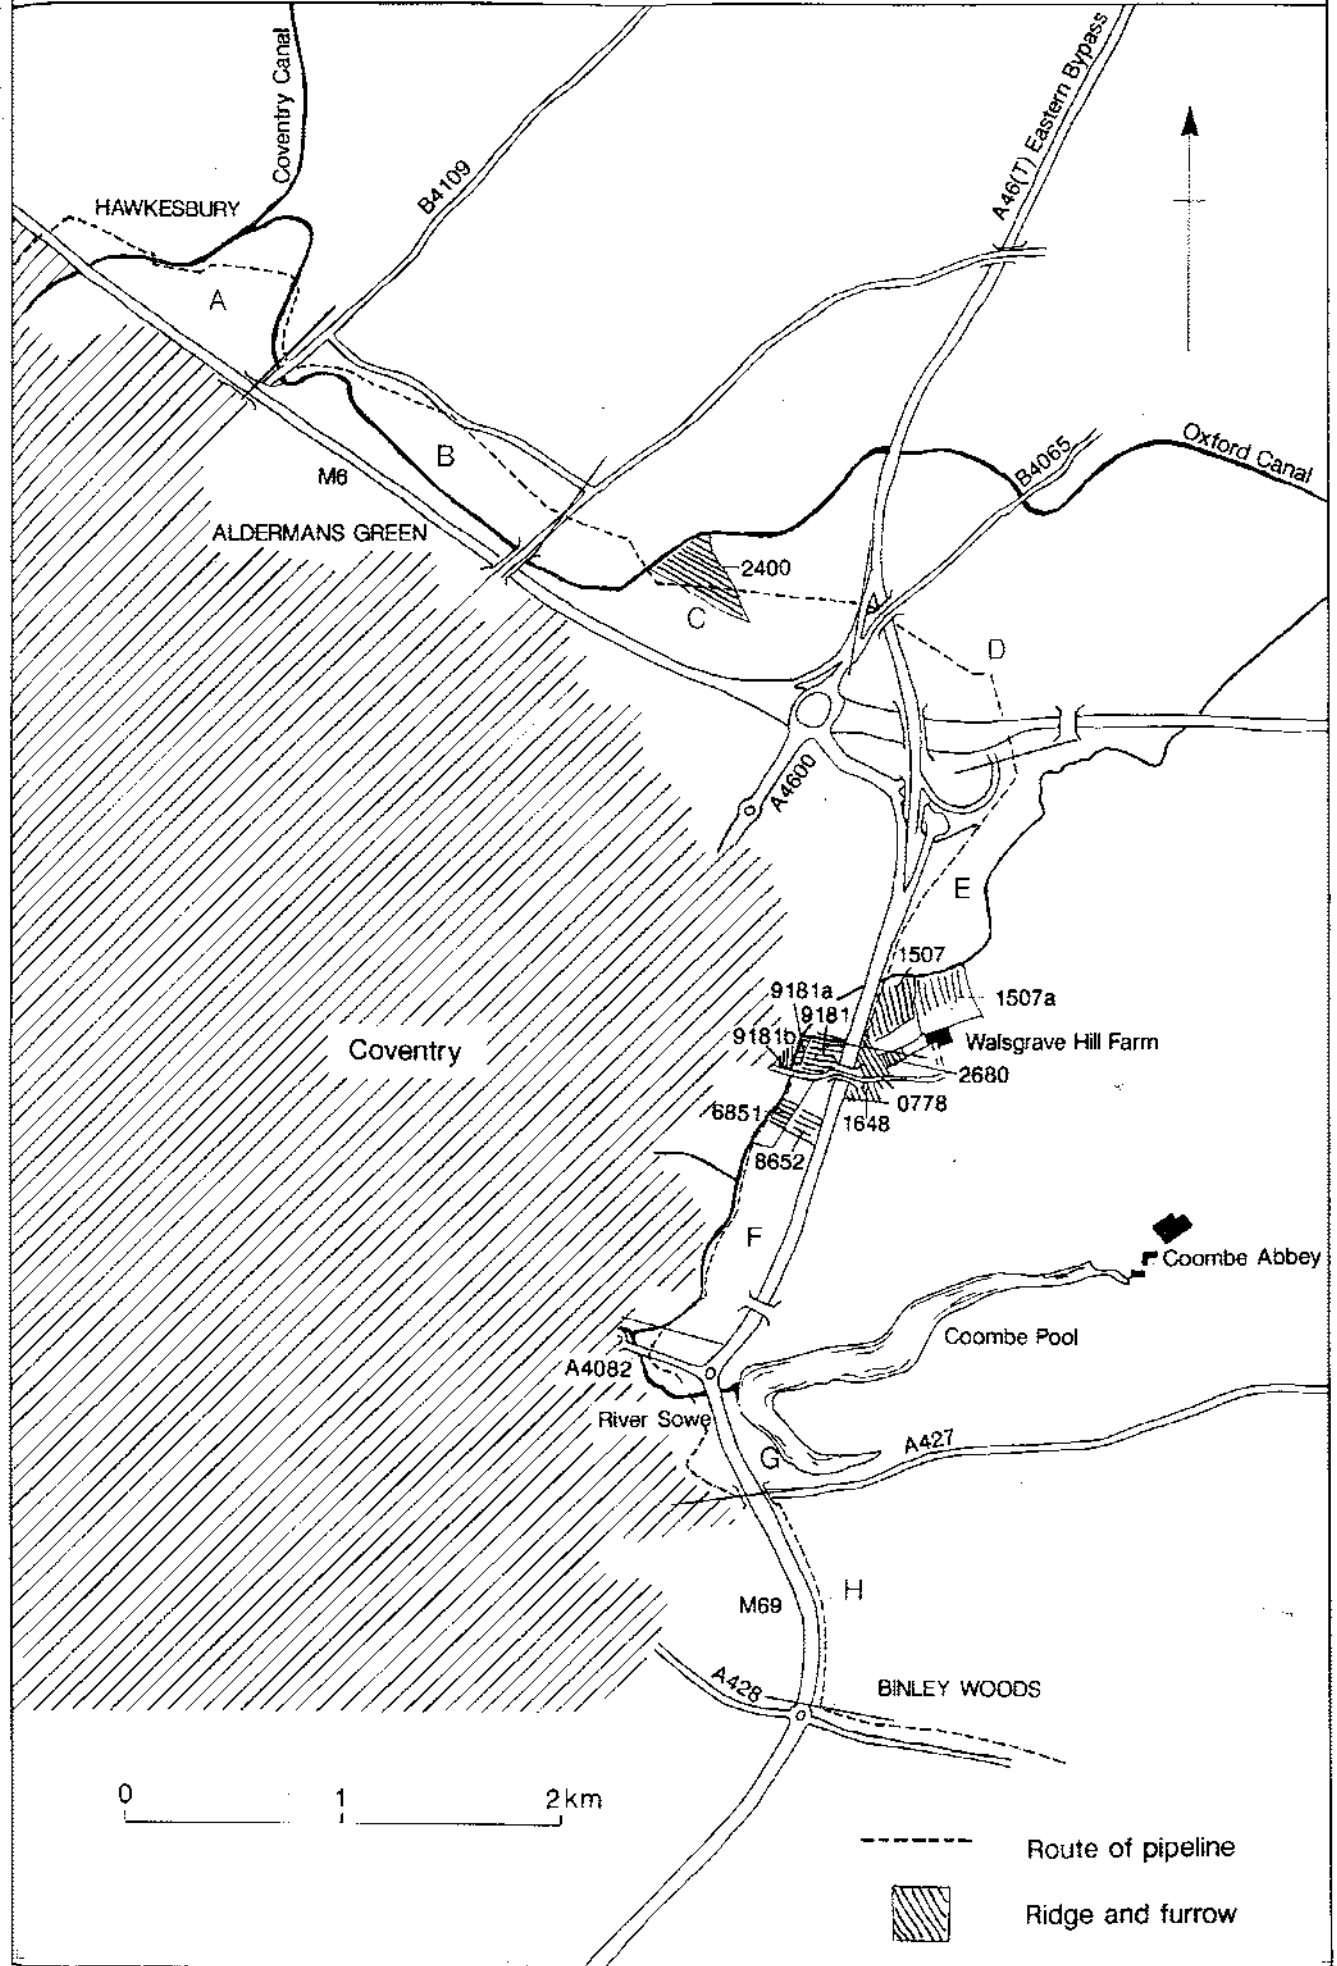 Coventry Canal
A46(T) Eastern Bypass
B4109
HAWKESBURY
A
Oxford Canal
B4065
B
M6
ALDERMANS GREEN
2400
C
D
A4600
E
1507
9181a
1507a
9181
9181b
Walsgrave Hill Farm
2680
0778
6851
1648
8652
Coventry
F
Coombe Abbey
Coombe Pool
A4082
River Sowe
A427
G
H
M69
A428
BINLEY WOODS
0 1 2km
Route of pipeline
Ridge and furrow